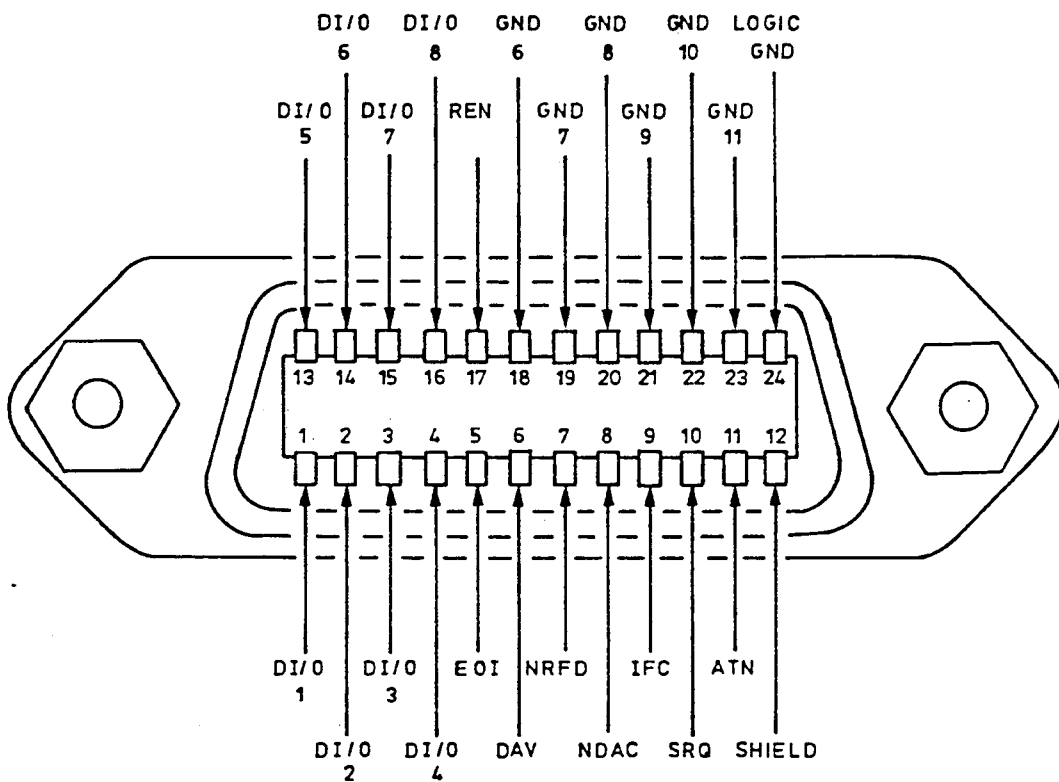 DI/O DI/O GND GND GND LOGIC
6 8 6 8 10 GND
DI/O DI/O REN GND GND GND
5 7 7 9 11
13 14 15 16 17 18 19 20 21 22 23 24
1 2 3 4 5 6 7 8 9 10 11 12
DI/O DI/O EOI NRFD IFC ATN
1 3
DI/O DI/O DAV NDAC SRQ SHIELD
2 4